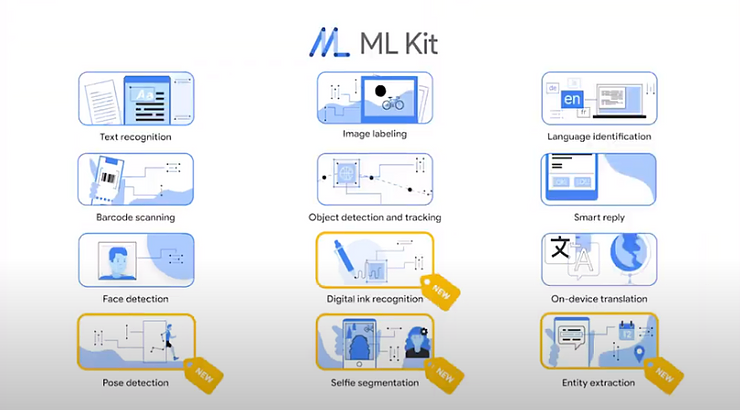 ML Kit
Aa
de
en
fr
Text recognition
Image labeling
Language identification
Barcode scanning
Object detection and tracking
Smart reply
文
A
Face detection
Digital ink recognition
NEW
On-device translation
Pose detection
NEW
Selfie segmentation
NEW
Entity extraction
NEW